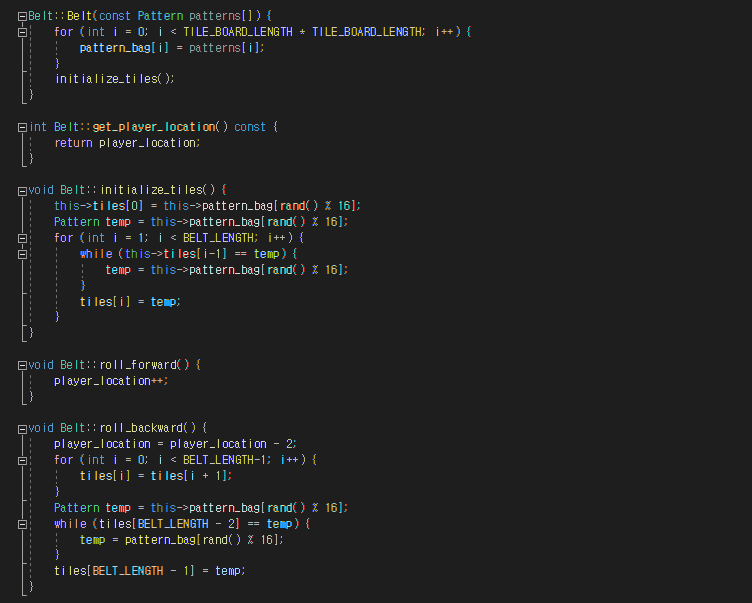 Belt::Belt(const Pattern patterns[]) {
    for (int i = 0; i < TILE_BOARD_LENGTH * TILE_BOARD_LENGTH; i++) {
        pattern_bag[i] = patterns[i];
    }
    initialize_tiles();
}

int Belt::get_player_location() const {
    return player_location;
}

void Belt::initialize_tiles() {
    this->tiles[0] = this->pattern_bag[rand() % 16];
    Pattern temp = this->pattern_bag[rand() % 16];
    for (int i = 1; i < BELT_LENGTH; i++) {
        while (this->tiles[i-1] == temp) {
            temp = this->pattern_bag[rand() % 16];
        }
        tiles[i] = temp;
    }
}

void Belt::roll_forward() {
    player_location++;
}

void Belt::roll_backward() {
    player_location = player_location - 2;
    for (int i = 0; i < BELT_LENGTH-1; i++) {
        tiles[i] = tiles[i + 1];
    }
    Pattern temp = this->pattern_bag[rand() % 16];
    while (tiles[BELT_LENGTH - 2] == temp) {
        temp = pattern_bag[rand() % 16];
    }
    tiles[BELT_LENGTH - 1] = temp;
}